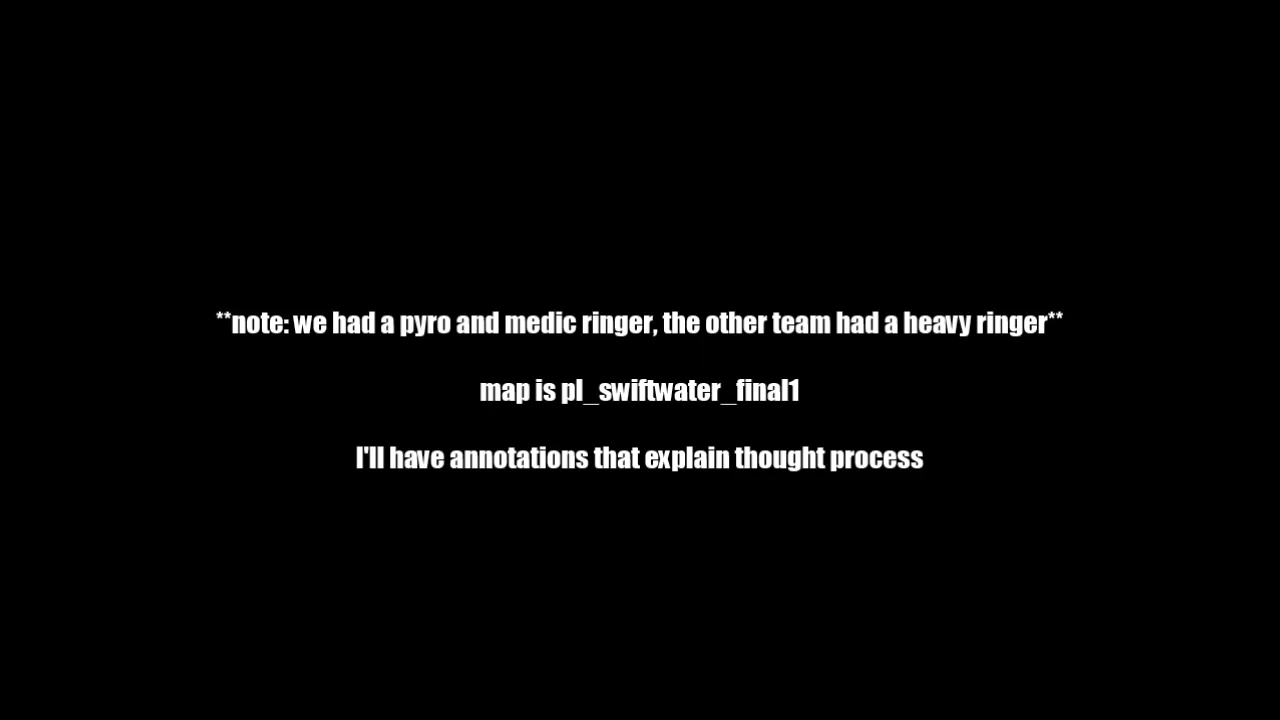 **note: we had a pyro and medic ringer, the other team had a heavy ringer**
map is pl_swiftwater_final1
I'll have annotations that explain thought process